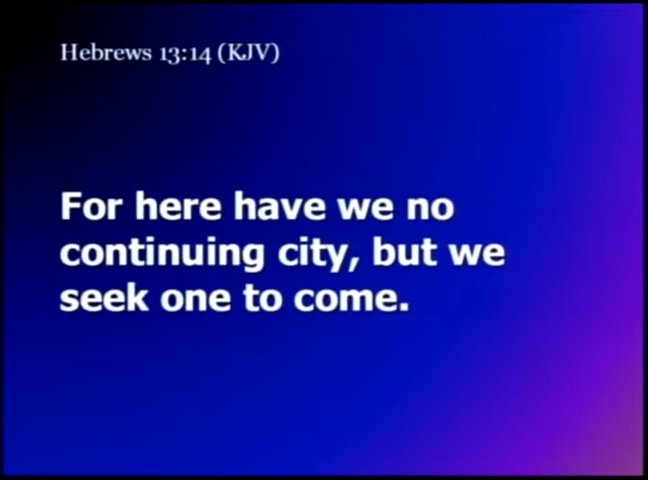 Hebrews 13:14 (KJV)
For here have we no
continuing city, but we
seek one to come.